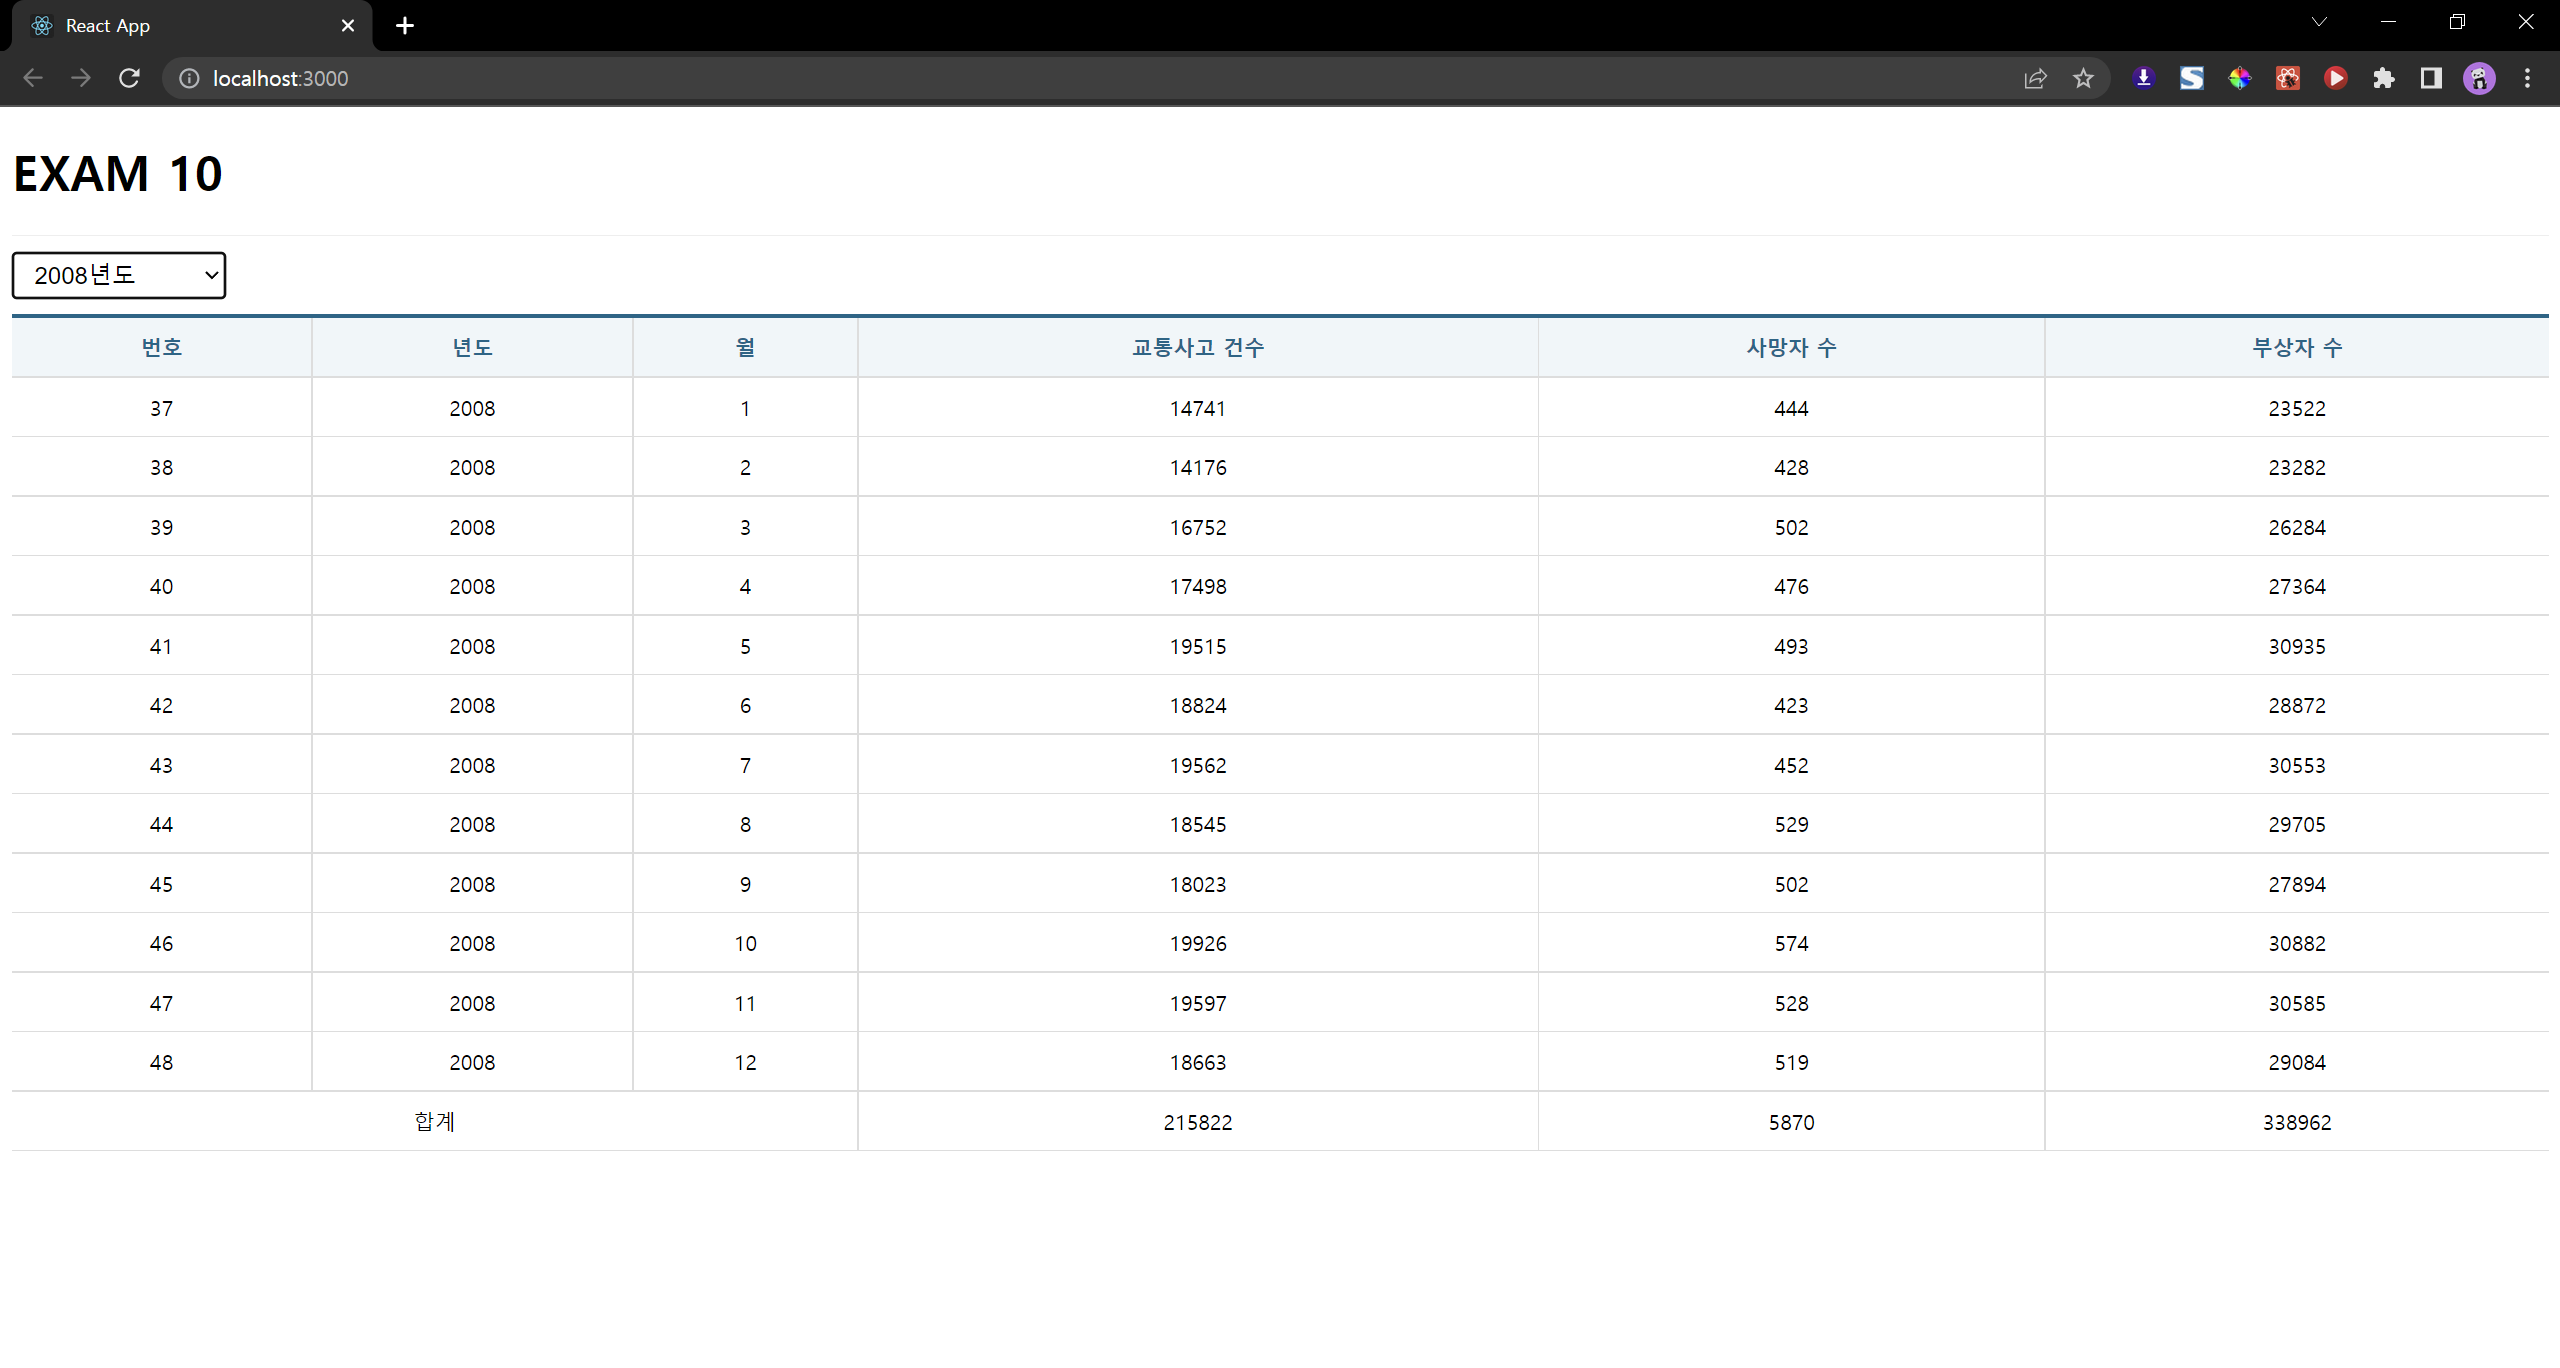 React App
localhost:3000
EXAM 10
2008년도
번호 년도 월 교통사고 건수 사망자 수 부상자 수
37 2008 1 14741 444 23522
38 2008 2 14176 428 23282
39 2008 3 16752 502 26284
40 2008 4 17498 476 27364
41 2008 5 19515 493 30935
42 2008 6 18824 423 28872
43 2008 7 19562 452 30553
44 2008 8 18545 529 29705
45 2008 9 18023 502 27894
46 2008 10 19926 574 30882
47 2008 11 19597 528 30585
48 2008 12 18663 519 29084
합계 215822 5870 338962